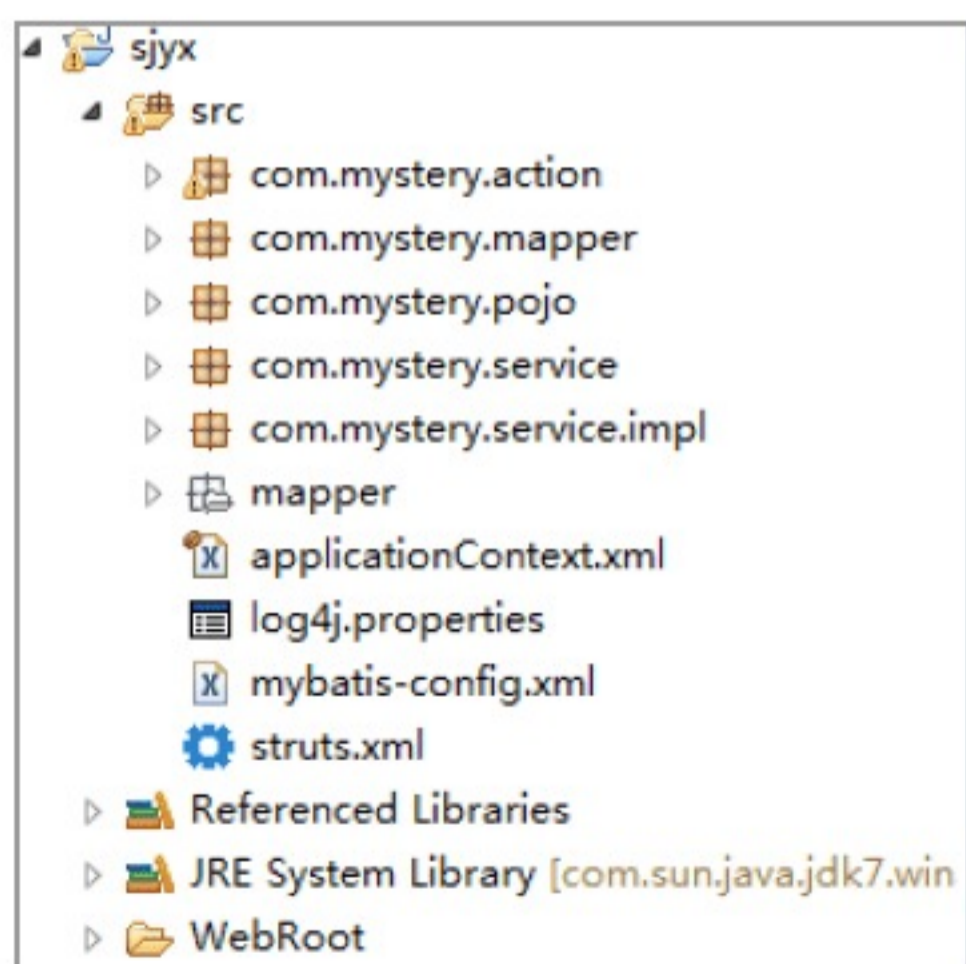 sjyx
src
com.mystery.action
com.mystery.mapper
com.mystery.pojo
com.mystery.service
com.mystery.service.impl
mapper
applicationContext.xml
log4j.properties
mybatis-config.xml
struts.xml
Referenced Libraries
JRE System Library [com.sun.java.jdk7.win
WebRoot